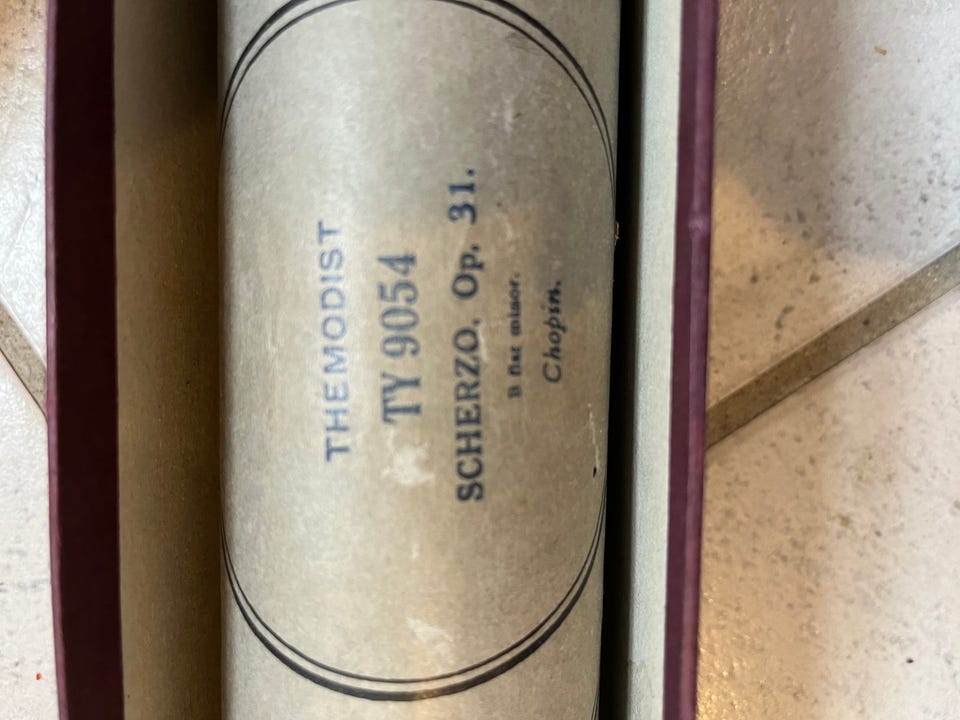 THEMODIST
TY 9054
SCHERZO. Op. 31.
B flat minor.
Chopin.